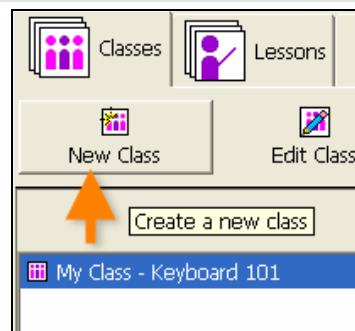 Classes Lessons
New Class Edit Class
Create a new class
My Class - Keyboard 101